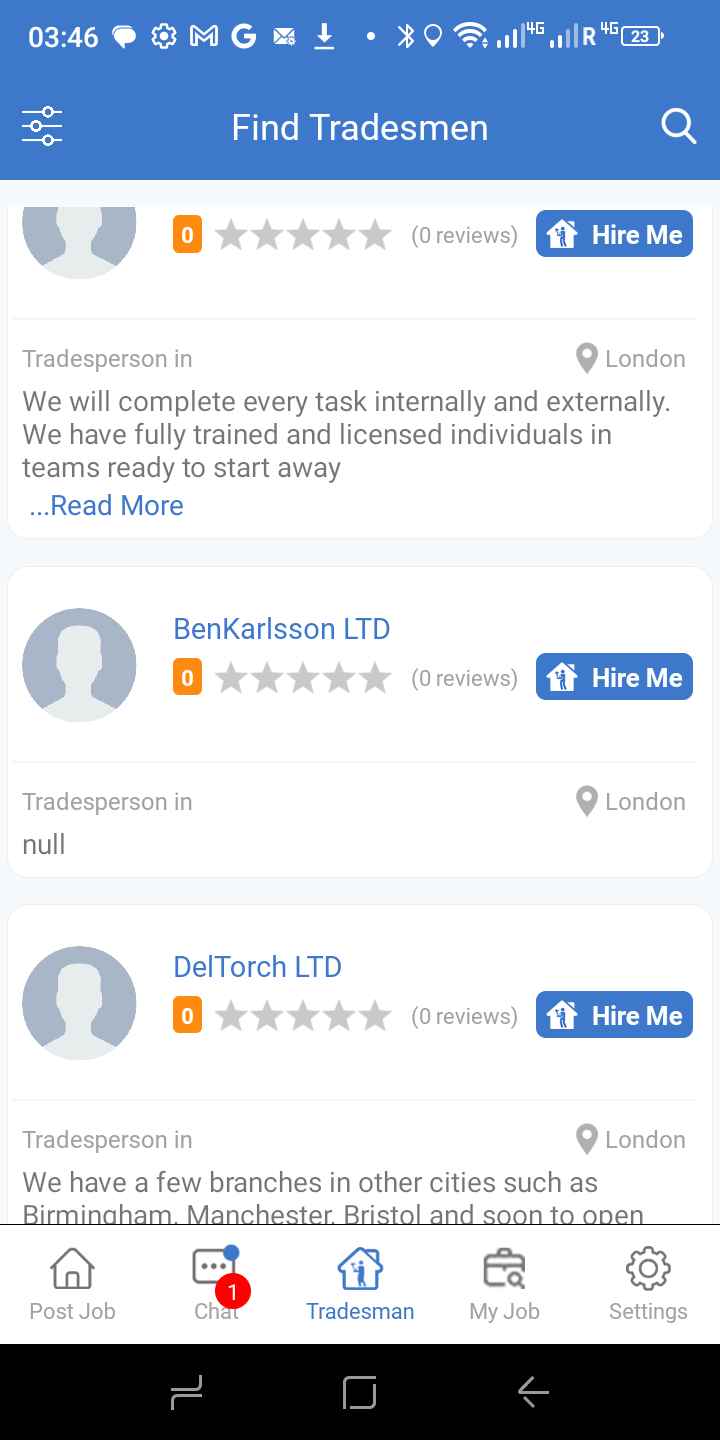 03:46
4G
R 4G
23
Find Tradesmen
0 (0 reviews) Hire Me
Tradesperson in London
We will complete every task internally and externally.
We have fully trained and licensed individuals in
teams ready to start away
...Read More
BenKarlsson LTD
0 (0 reviews) Hire Me
Tradesperson in London
null
DelTorch LTD
0 (0 reviews) Hire Me
Tradesperson in London
We have a few branches in other cities such as
Birmingham, Manchester, Bristol and soon to open
1
Post Job Chat Tradesman My Job Settings